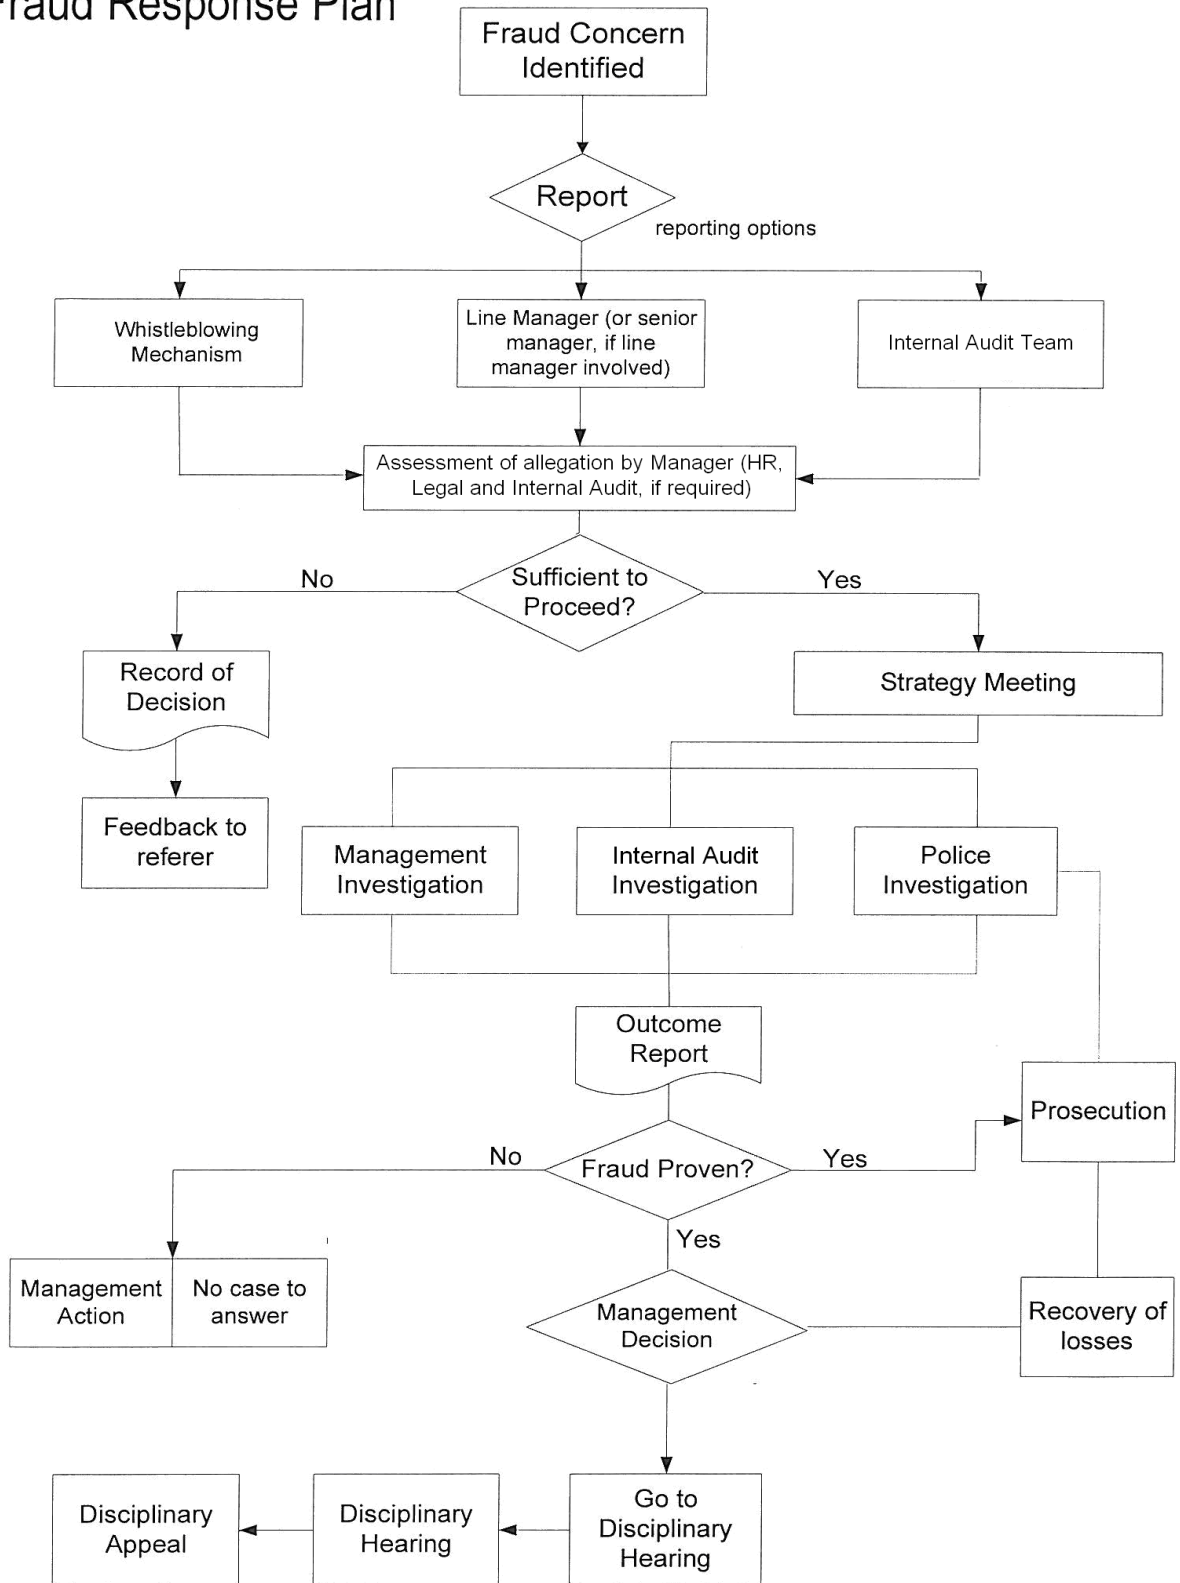 Fraud Response Plan
Fraud Concern
Identified
Report
reporting options
Whistleblowing
Mechanism
Line Manager (or senior
manager, if line
manager involved)
Internal Audit Team
Assessment of allegation by Manager (HR,
Legal and Internal Audit, if required)
No
Sufficient to
Proceed?
Yes
Record of
Decision
Strategy Meeting
Feedback to
referer
Management
Investigation
Internal Audit
Investigation
Police
Investigation
Outcome
Report
Prosecution
No
Fraud Proven?
Yes
Yes
Management
Action
No case to
answer
Management
Decision
Recovery of
losses
Disciplinary
Appeal
Disciplinary
Hearing
Go to
Disciplinary
Hearing